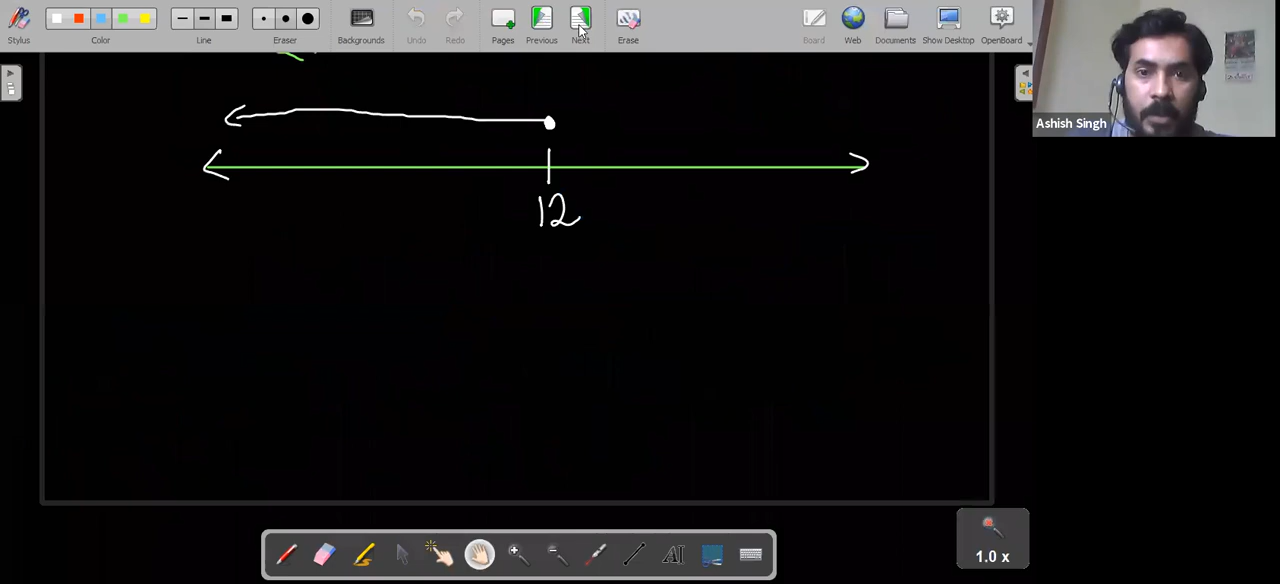 Stylus Color Line Eraser Backgrounds Undo Redo Pages Previous Next Erase Board Web Documents Show Desktop OpenBoard
Ashish Singh
12
AI
1.0 x